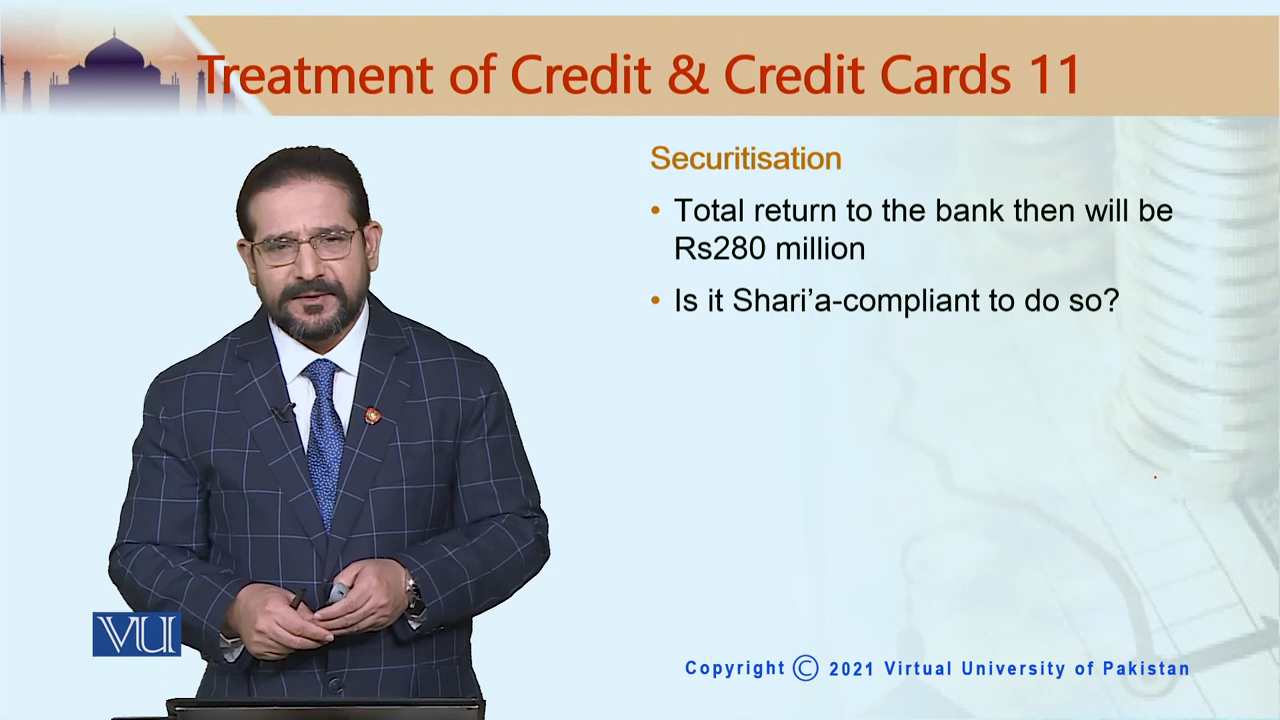 Treatment of Credit & Credit Cards 11
Securitisation
• Total return to the bank then will be
Rs280 million
• Is it Shari’a-compliant to do so?
VU
Copyright © 2021 Virtual University of Pakistan